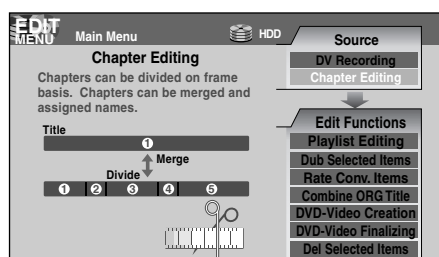 EDIT
MENU
Main Menu
HDD
Chapter Editing
Chapters can be divided on frame
basis. Chapters can be merged and
assigned names.
Title
1
Merge
Divide
1 2 3 4 5
Source
DV Recording
Chapter Editing
Edit Functions
Playlist Editing
Dub Selected Items
Rate Conv. Items
Combine ORG Title
DVD-Video Creation
DVD-Video Finalizing
Del Selected Items